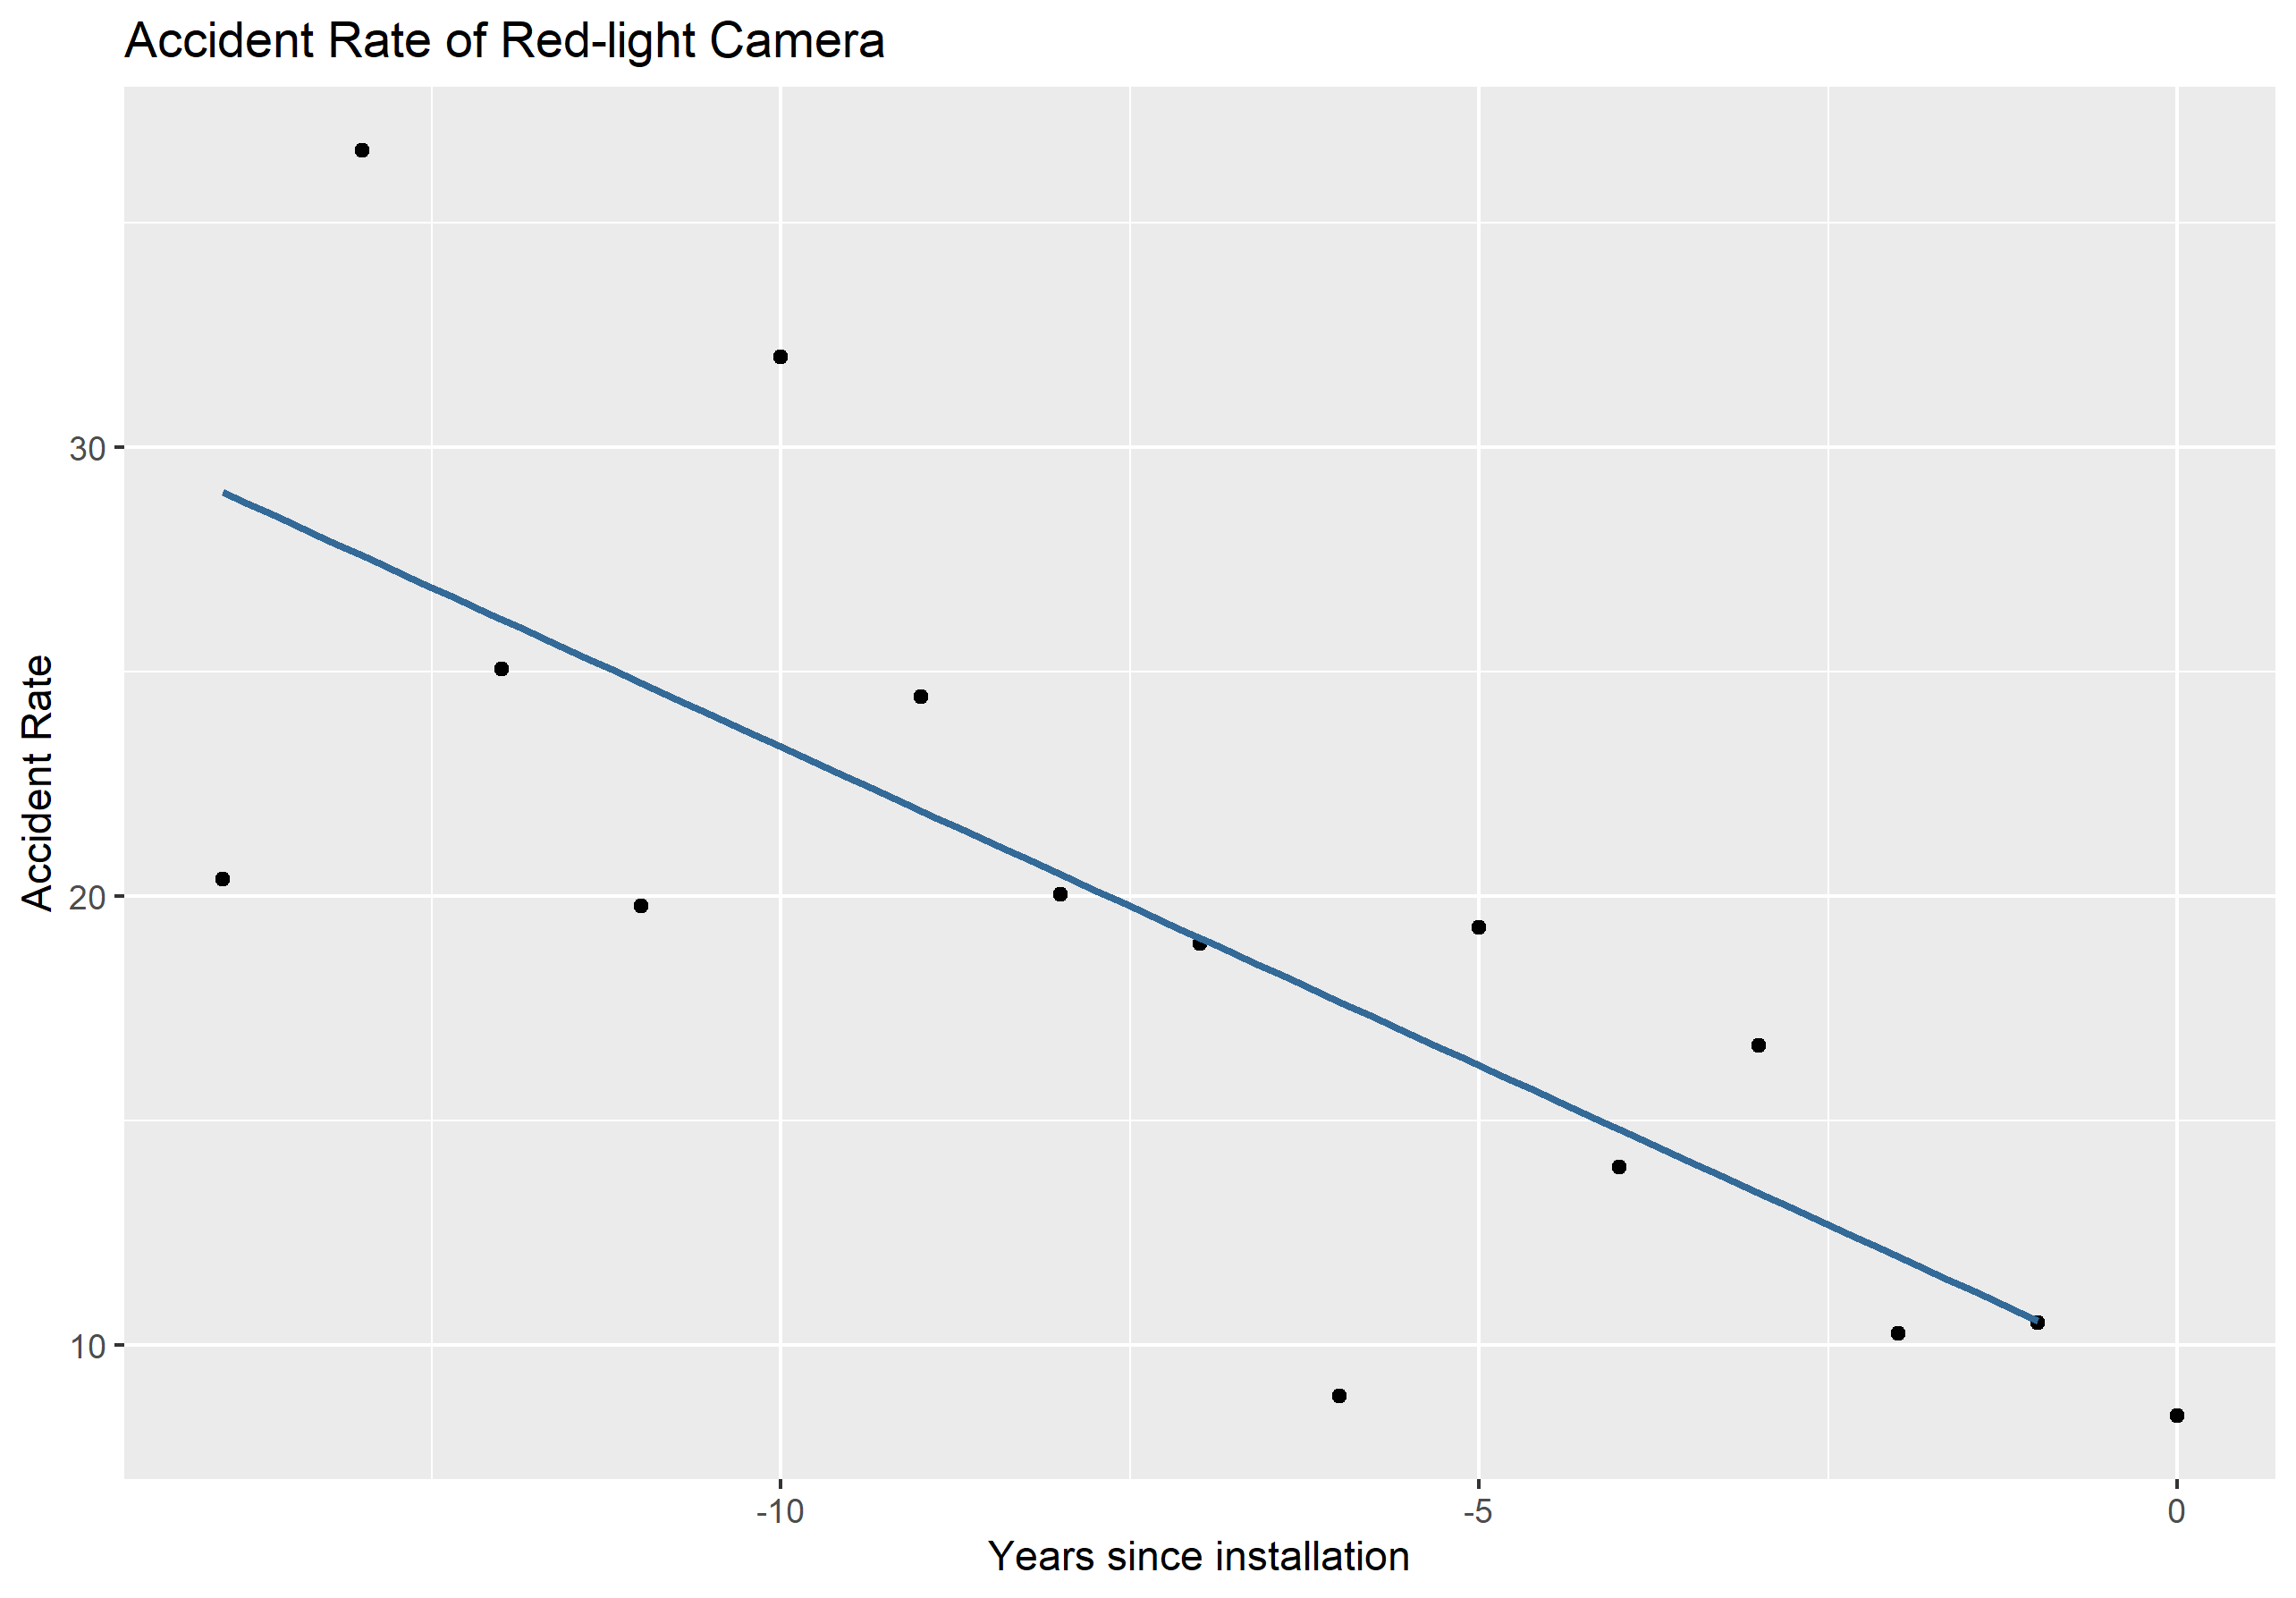 Accident Rate of Red-light Camera
Accident Rate
30
20
10
-10
-5
0
Years since installation